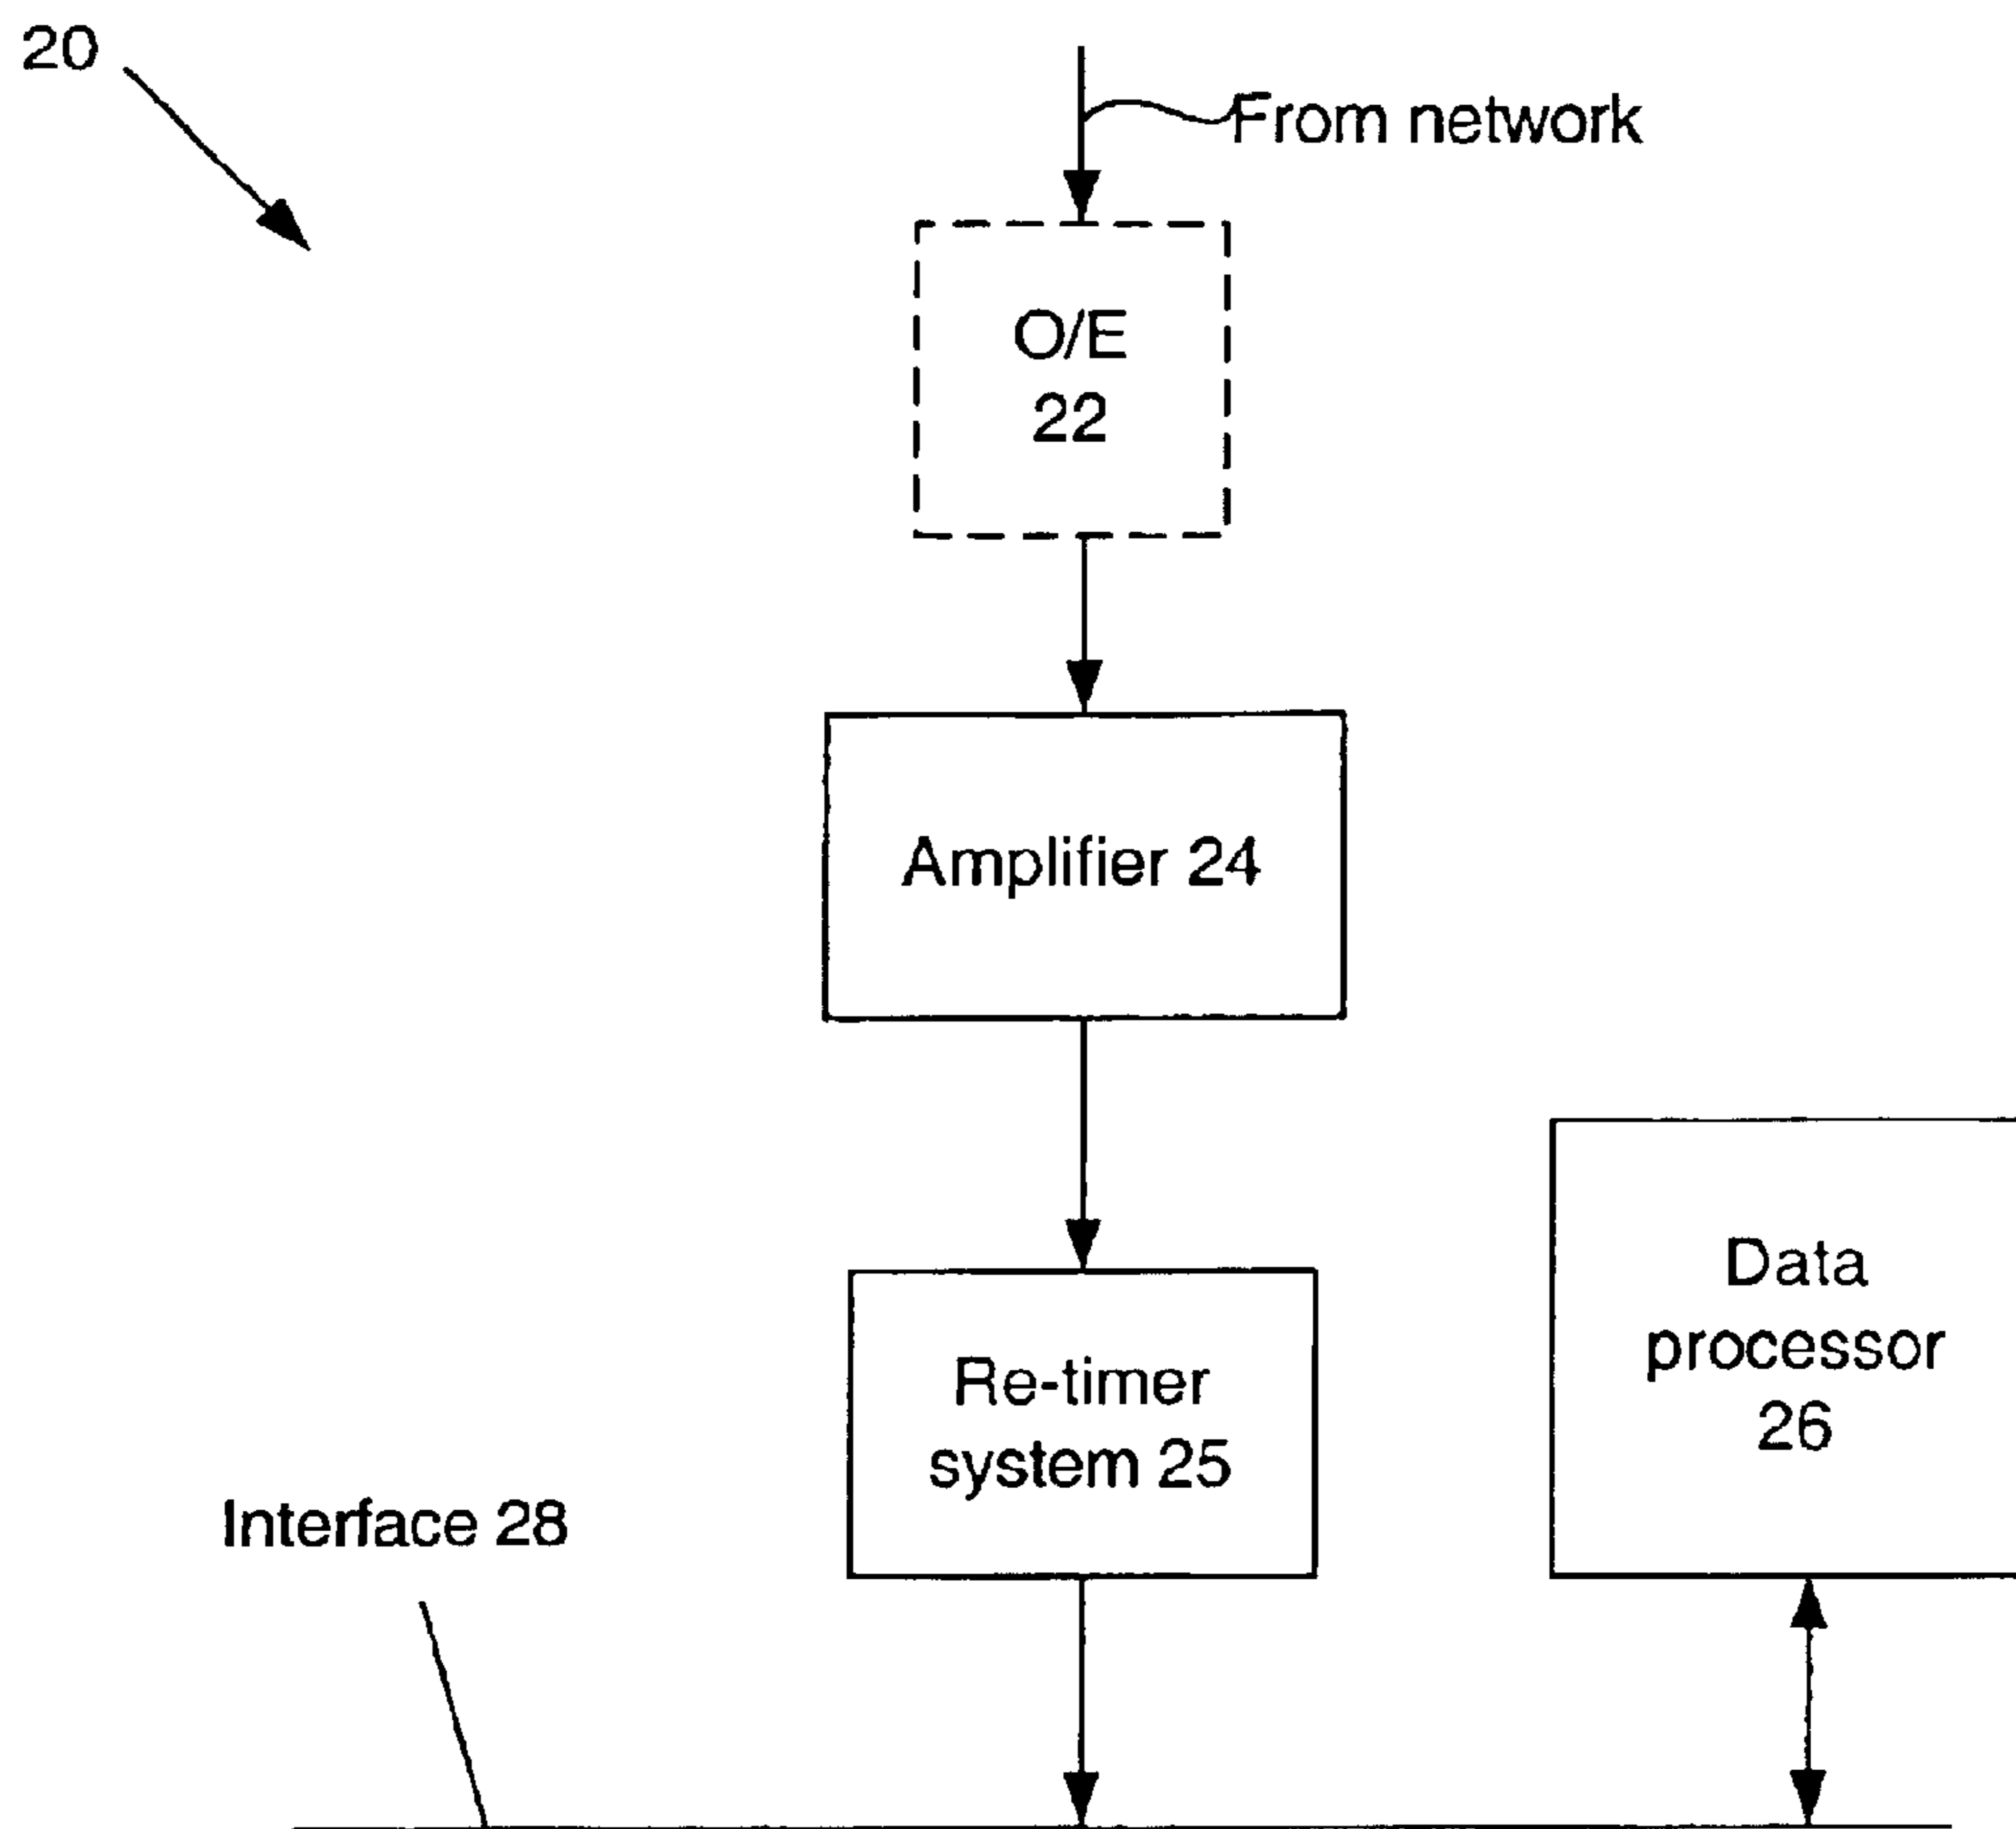 20
From network
O/E
22
Amplifier 24
Re-timer
system 25
Data
processor
26
Interface 28